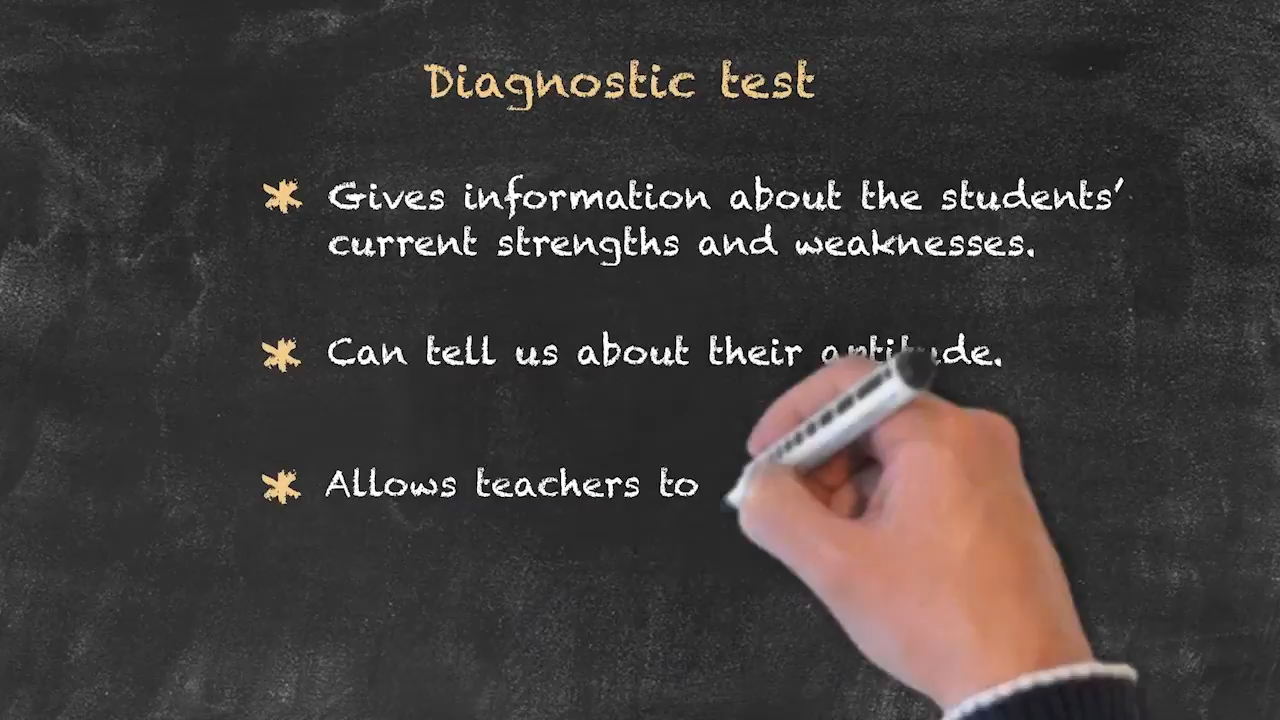 Diagnostic test
* Gives information about the students'
current strengths and weaknesses.
* Can tell us about their aptitude.
* Allows teachers to